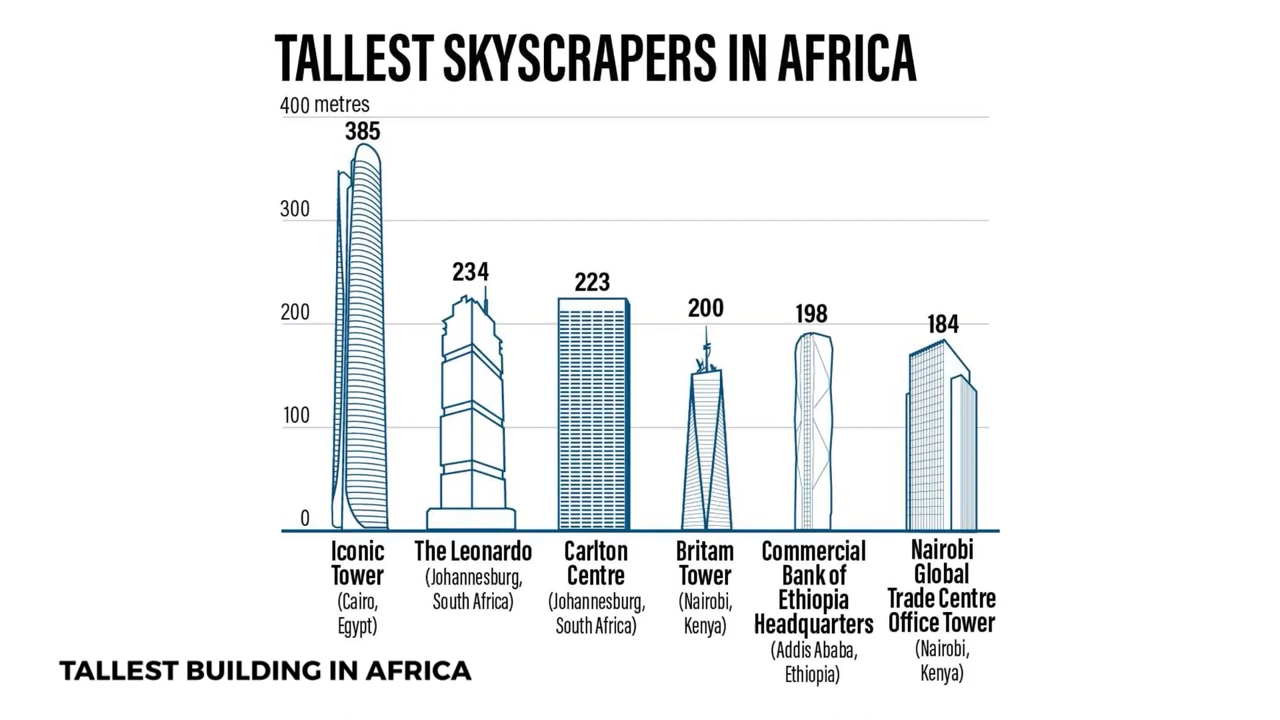 TALLEST SKYSCRAPERS IN AFRICA
400 metres
385
300
234
223
200
200
198
184
100
0
Iconic
Tower
(Cairo,
Egypt)
The Leonardo
(Johannesburg,
South Africa)
Carlton
Centre
(Johannesburg,
South Africa)
Britam
Tower
(Nairobi,
Kenya)
Commercial
Bank of
Ethiopia
Headquarters
(Addis Ababa,
Ethiopia)
Nairobi
Global
Trade Centre
Office Tower
(Nairobi,
Kenya)
TALLEST BUILDING IN AFRICA